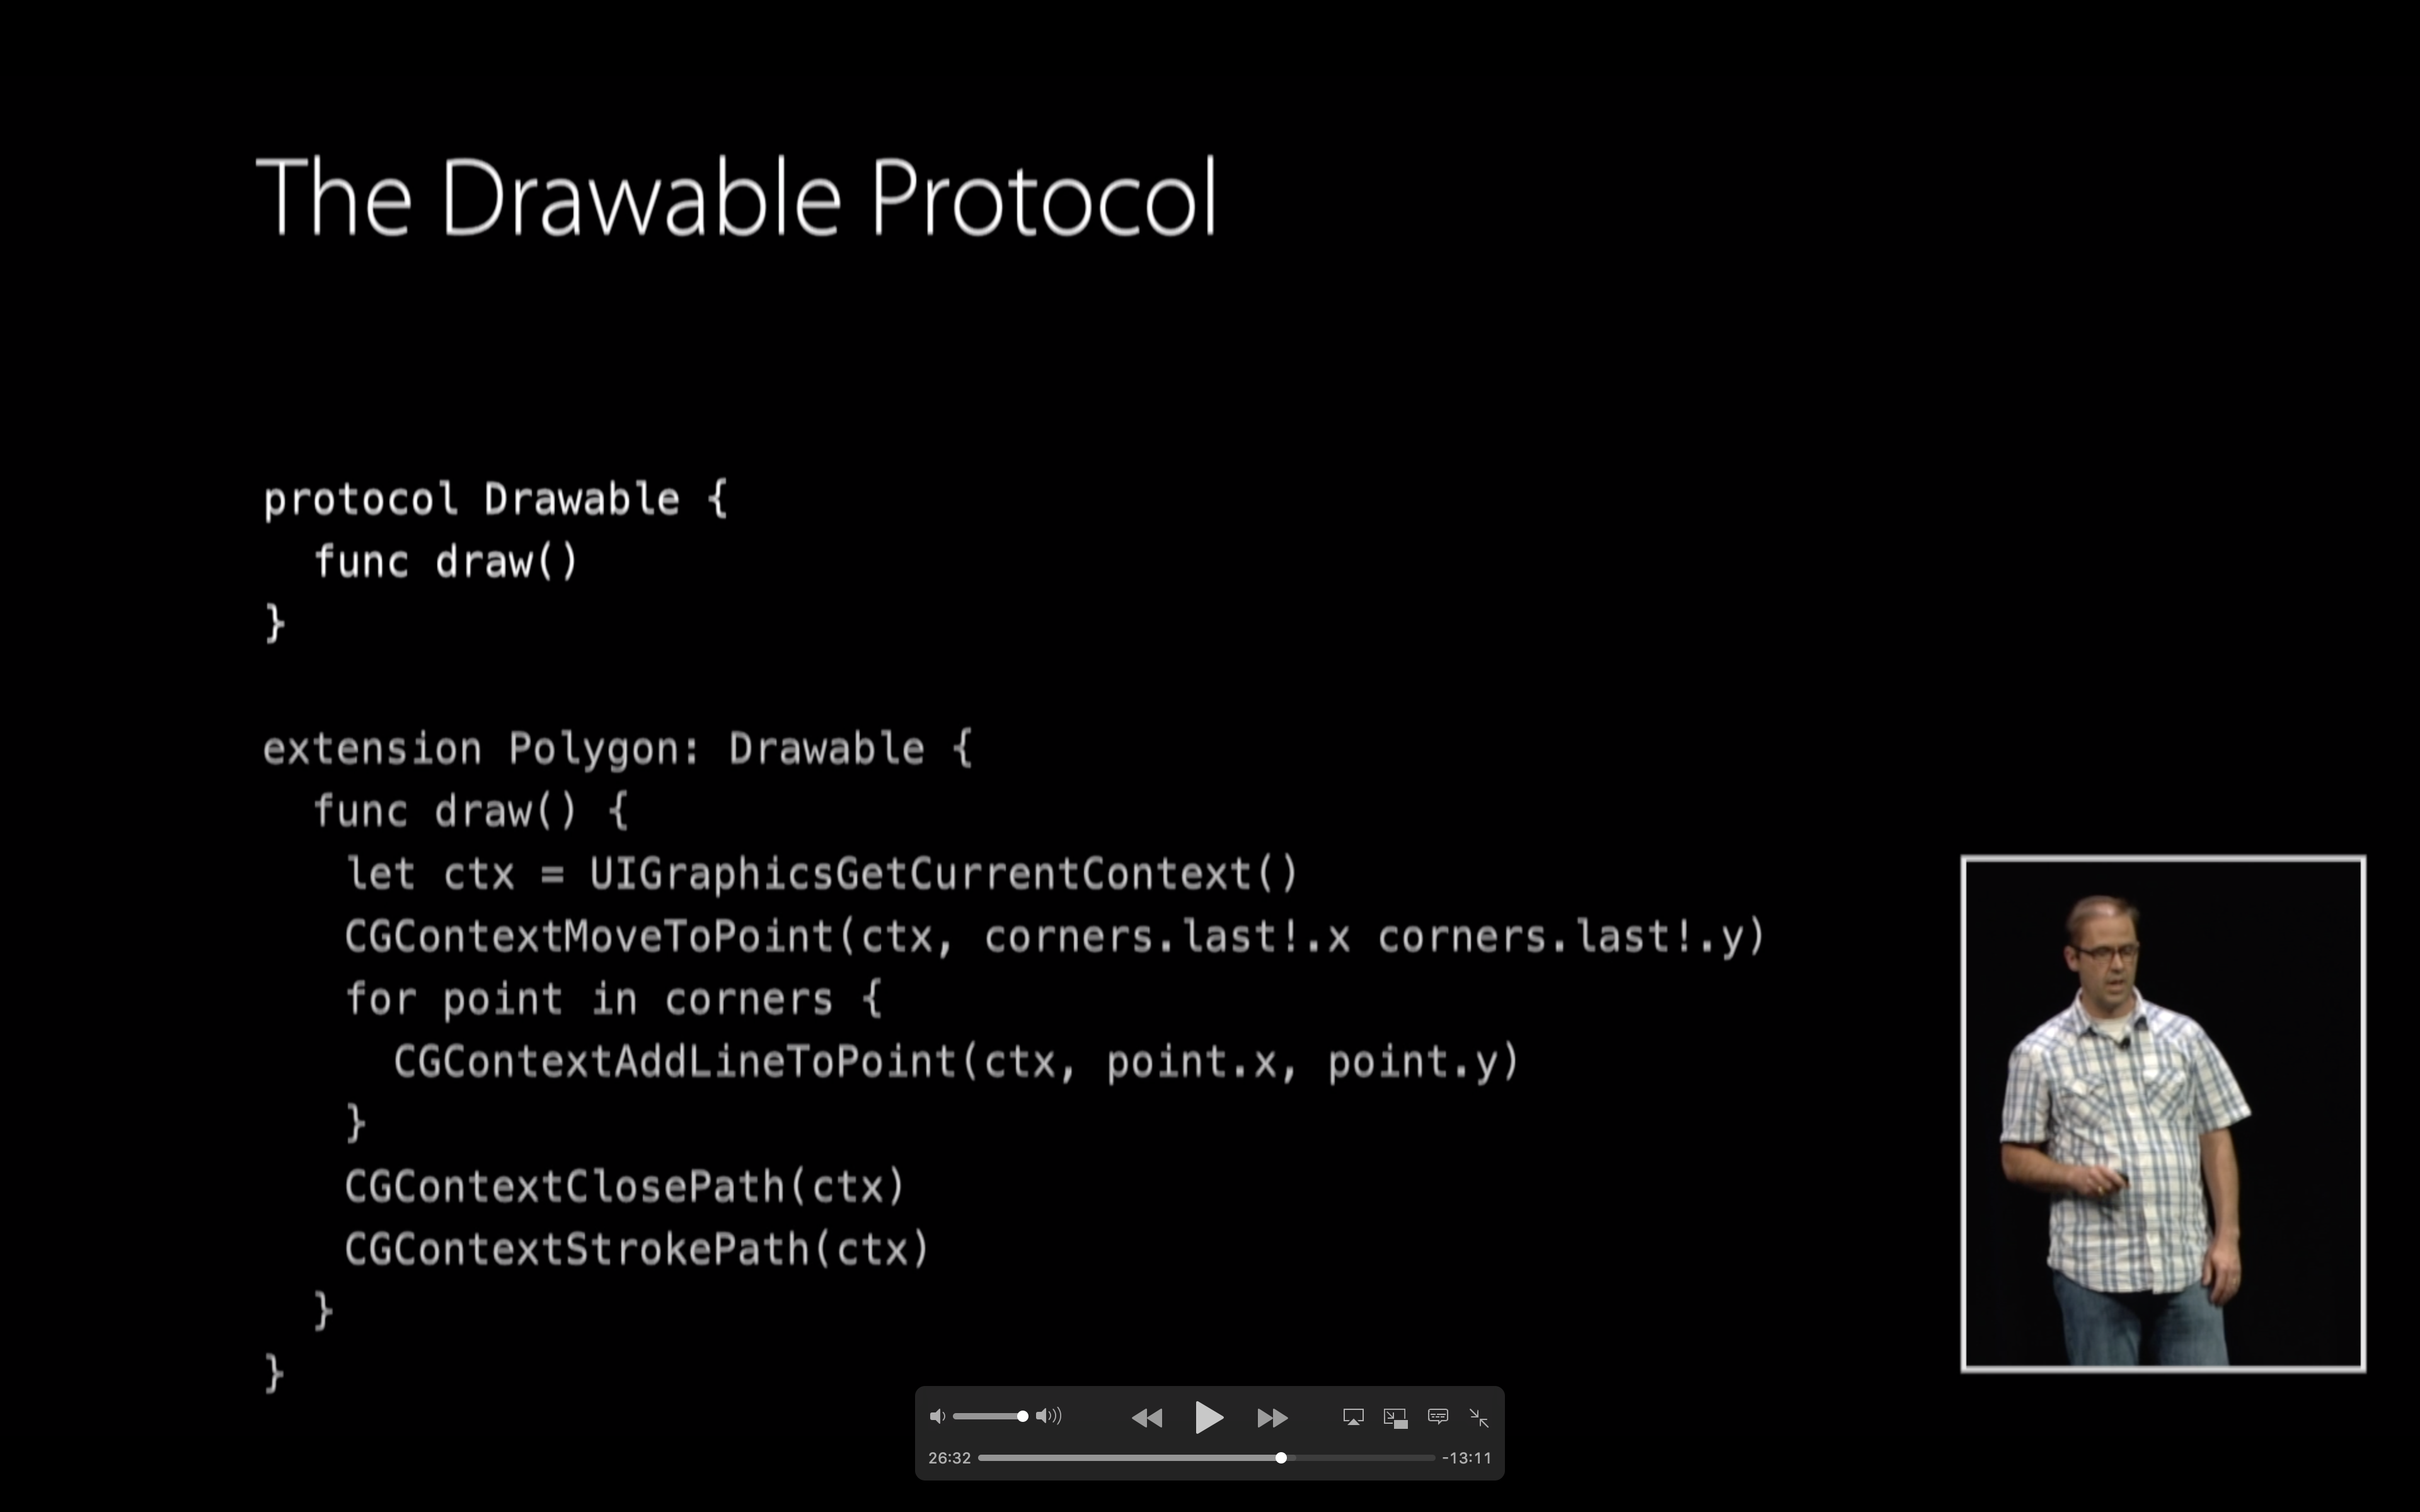 The Drawable Protocol
protocol Drawable {
  func draw()
}
extension Polygon: Drawable {
  func draw() {
    let ctx = UIGraphicsGetCurrentContext()
    CGContextMoveToPoint(ctx, corners.last!.x corners.last!.y)
    for point in corners {
      CGContextAddLineToPoint(ctx, point.x, point.y)
    }
    CGContextClosePath(ctx)
    CGContextStrokePath(ctx)
  }
}
26:32
-13:11